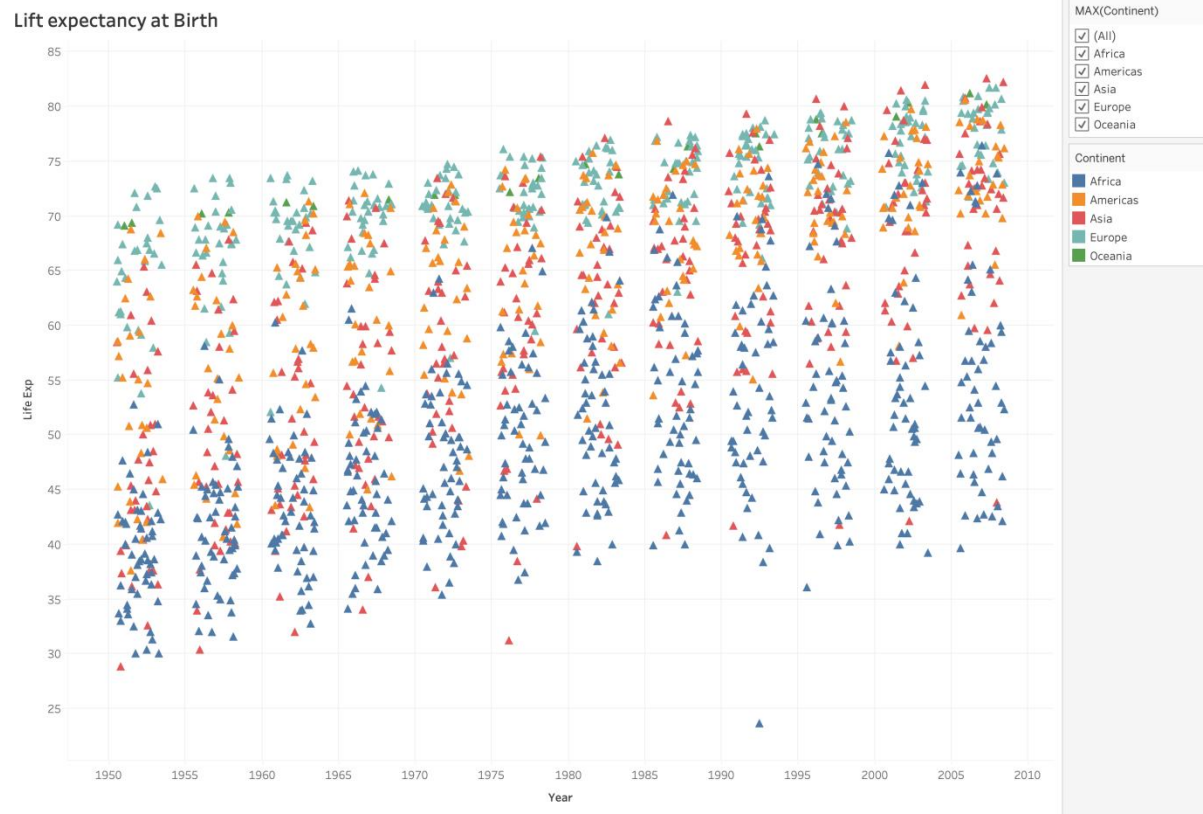 Lift expectancy at Birth
85
80
75
70
65
60
55
50
45
40
35
30
25
Life Exp
1950 1955 1960 1965 1970 1975 1980 1985 1990 1995 2000 2005 2010
Year
MAX(Continent)
(All)
Africa
Americas
Asia
Europe
Oceania
Continent
Africa
Americas
Asia
Europe
Oceania